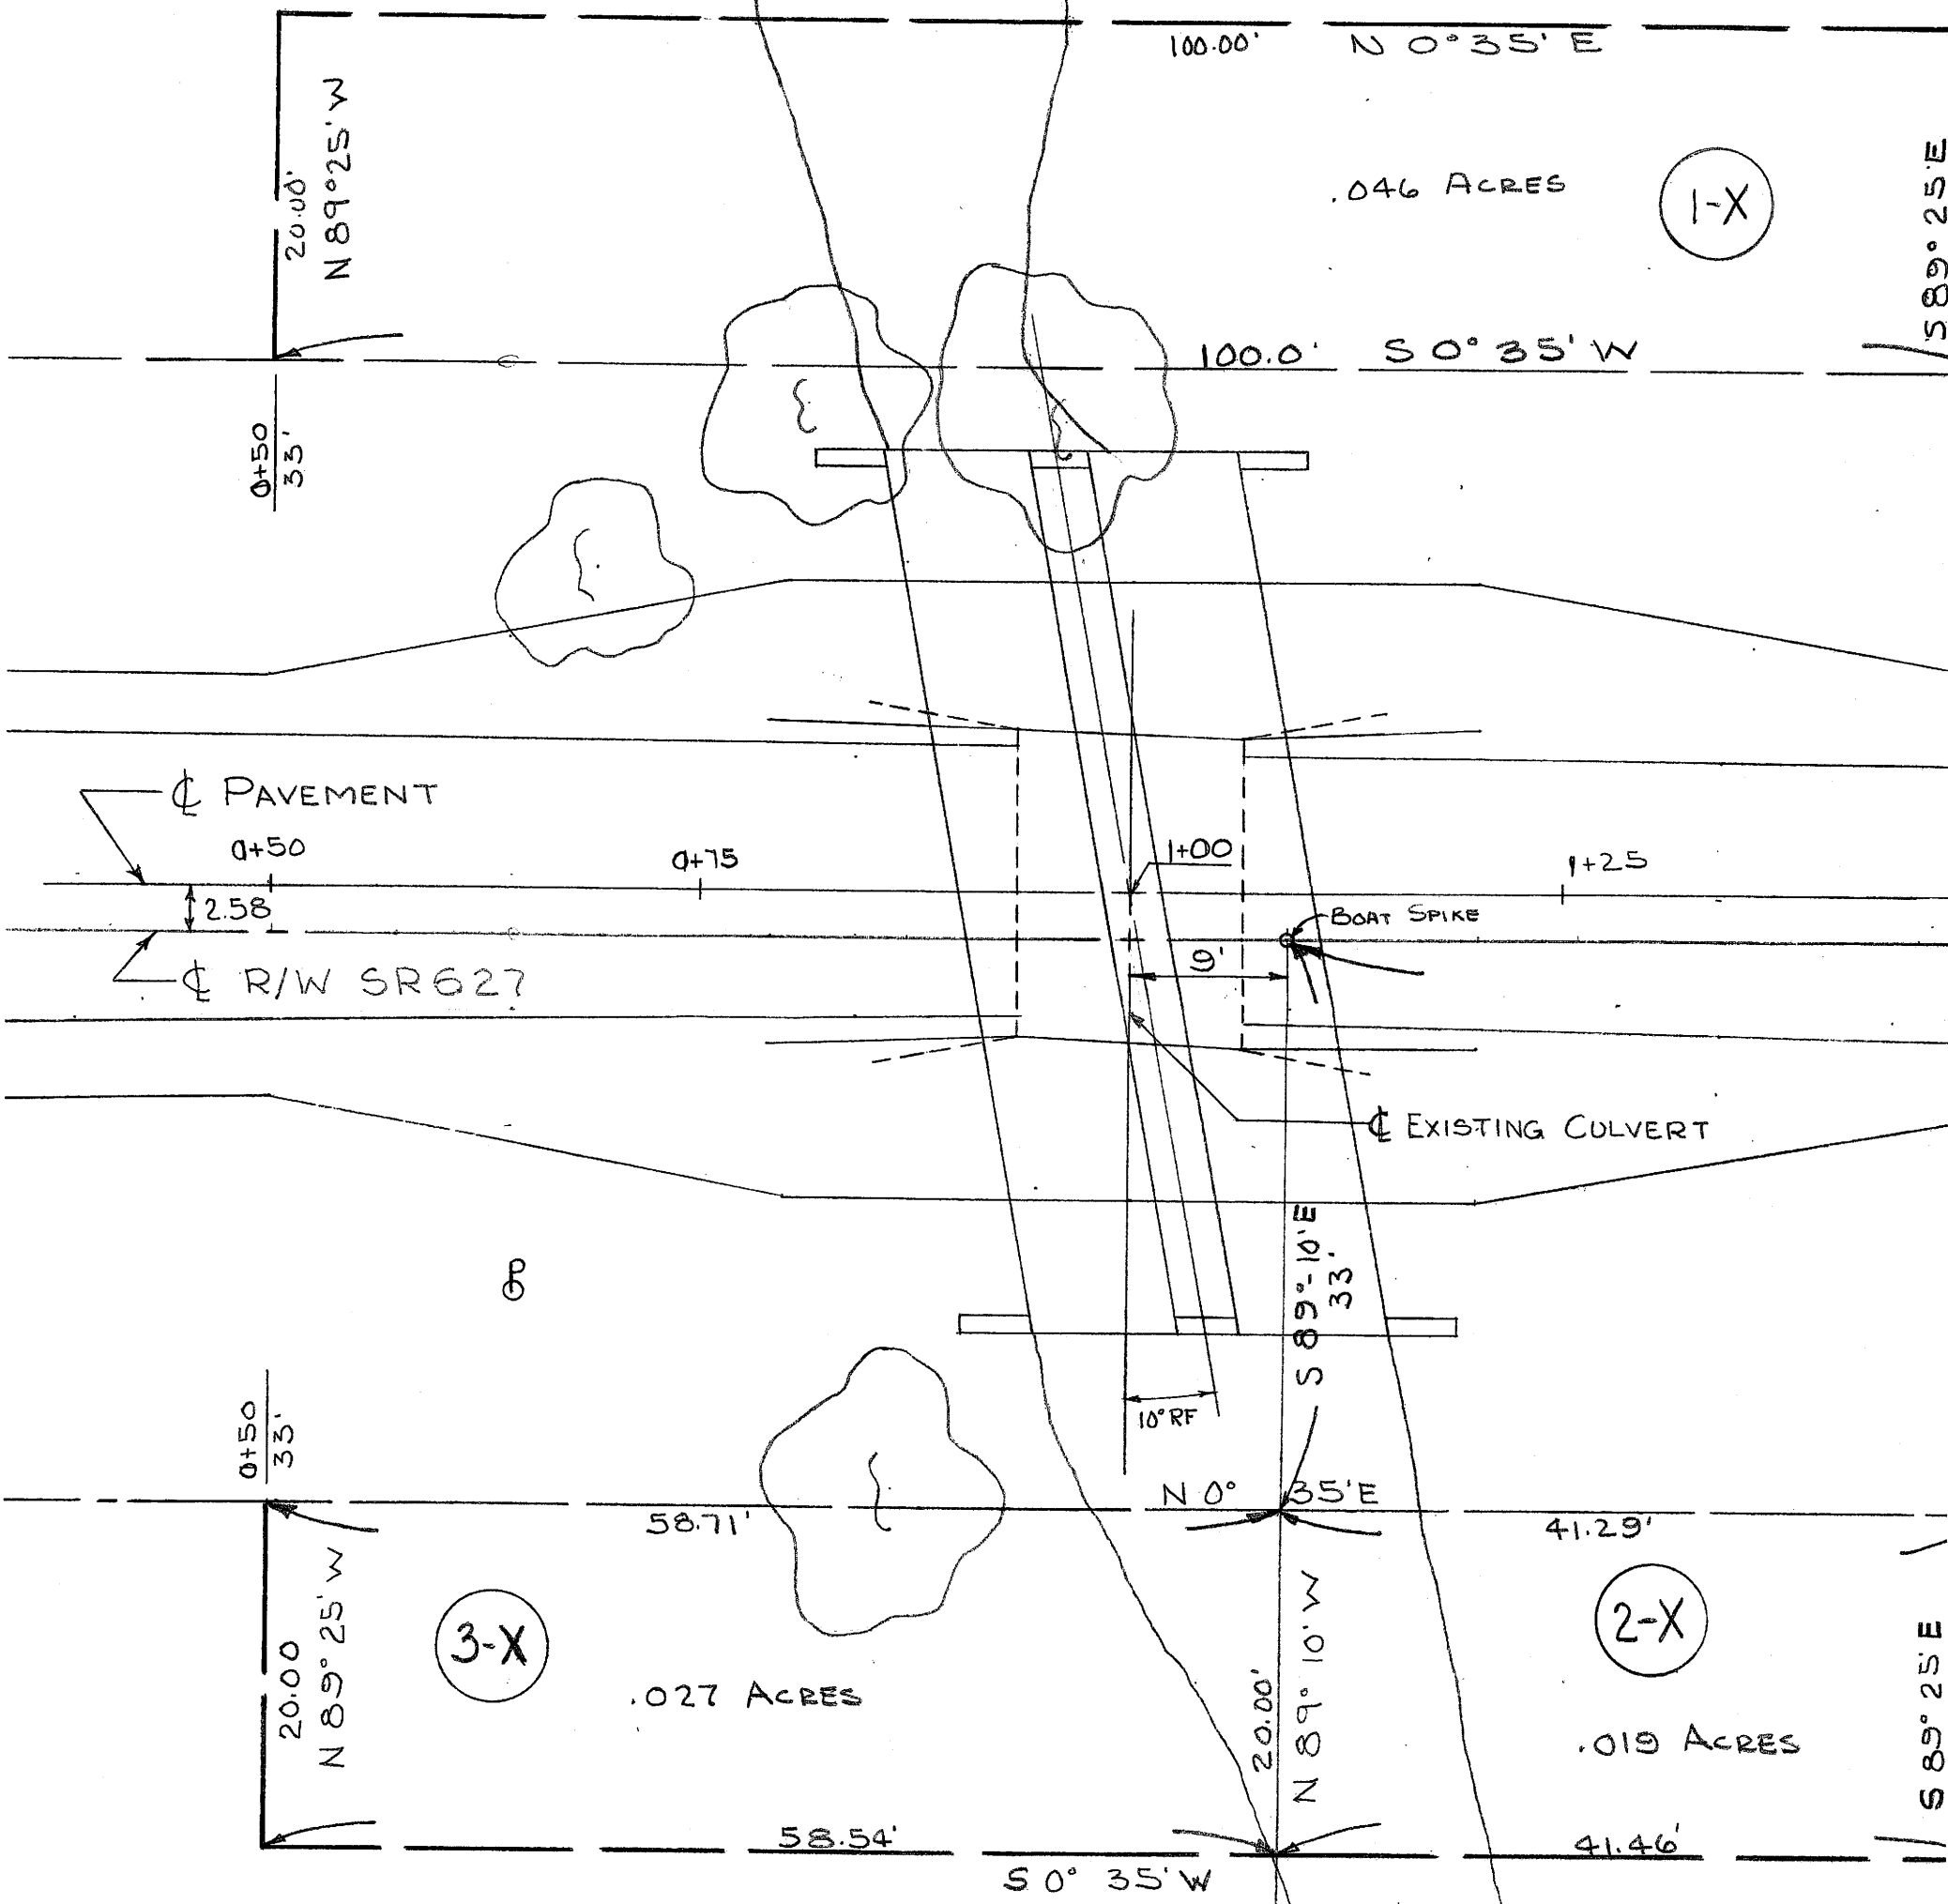 100.00' N 0°35' E
20.00'
N 89°25' W
.046 ACRES
1-X
S 89° 25' E
100.0' S 0° 35' W
0+50
33'
℄ PAVEMENT
0+50
0+75
1+00
1+25
2.58
BOAT SPIKE
9'
℄ R/W SR627
℄ EXISTING CULVERT
S 89°-10' E
33'
10° RF
0+50
33'
N 0° 35' E
58.71'
41.29'
20.00
N 89° 25' W
3-X
.027 ACRES
20.00'
N 89° 10' W
2-X
.019 ACRES
S 89° 25' E
58.54'
41.46'
S 0° 35' W